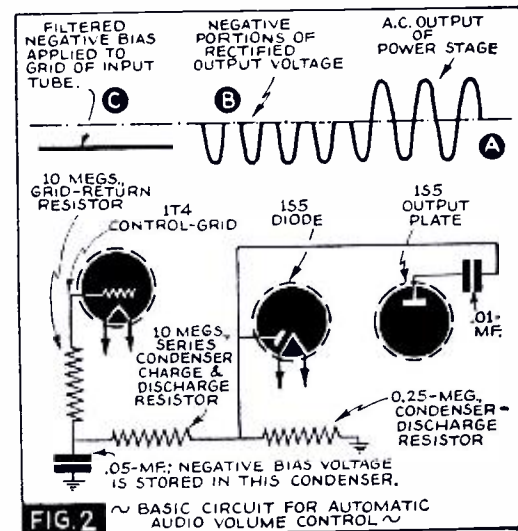 FILTERED
NEGATIVE BIAS
APPLIED TO
GRID OF INPUT
TUBE.
C
NEGATIVE
PORTIONS OF
RECTIFIED
OUTPUT VOLTAGE
B
A.C. OUTPUT
OF
POWER STAGE
A
10 MEGS.,
GRID-RETURN
RESISTOR
1T4
CONTROL-GRID
1S5
DIODE
1S5
OUTPUT
PLATE
.01-
MF.
10 MEGS.
SERIES
CONDENSER
CHARGE &
DISCHARGE
RESISTOR
0.25-MEG.,
CONDENSER-
DISCHARGE
RESISTOR
.05-MF.; NEGATIVE BIAS VOLTAGE
IS STORED IN THIS CONDENSER.
FIG. 2
~ BASIC CIRCUIT FOR AUTOMATIC
AUDIO VOLUME CONTROL ~